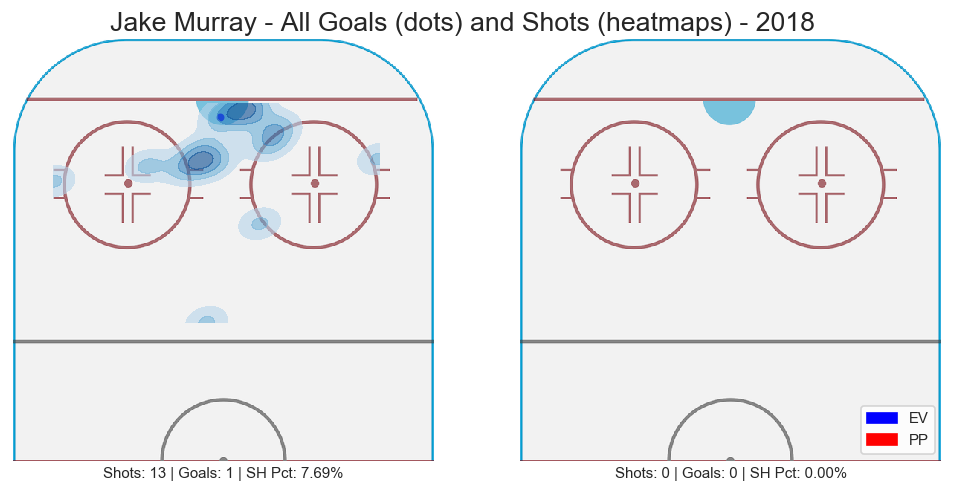 Jake Murray - All Goals (dots) and Shots (heatmaps) - 2018
EV
PP
Shots: 13 | Goals: 1 | SH Pct: 7.69%
Shots: 0 | Goals: 0 | SH Pct: 0.00%